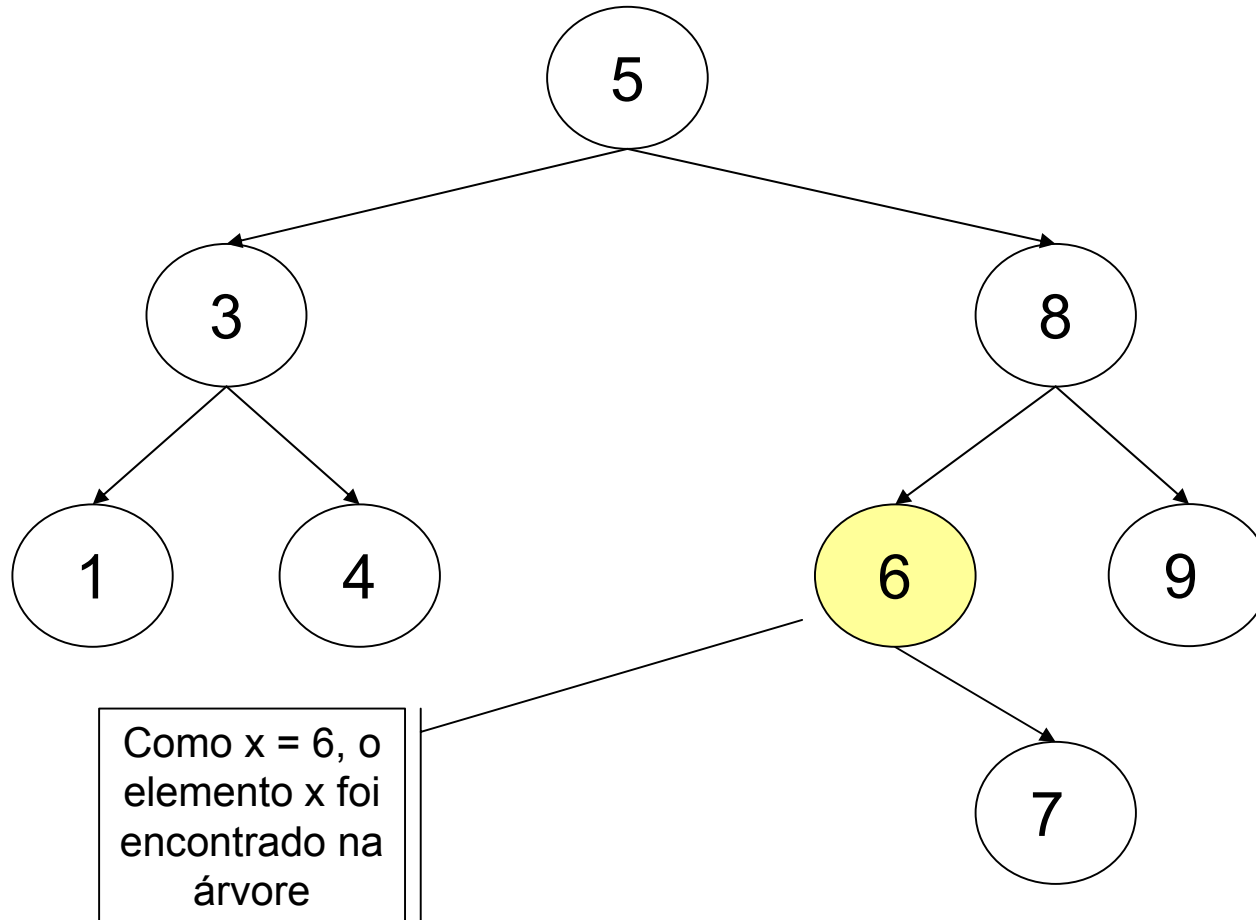 5
3
8
1
4
6
9
7
Como x = 6, o
elemento x foi
encontrado na
árvore